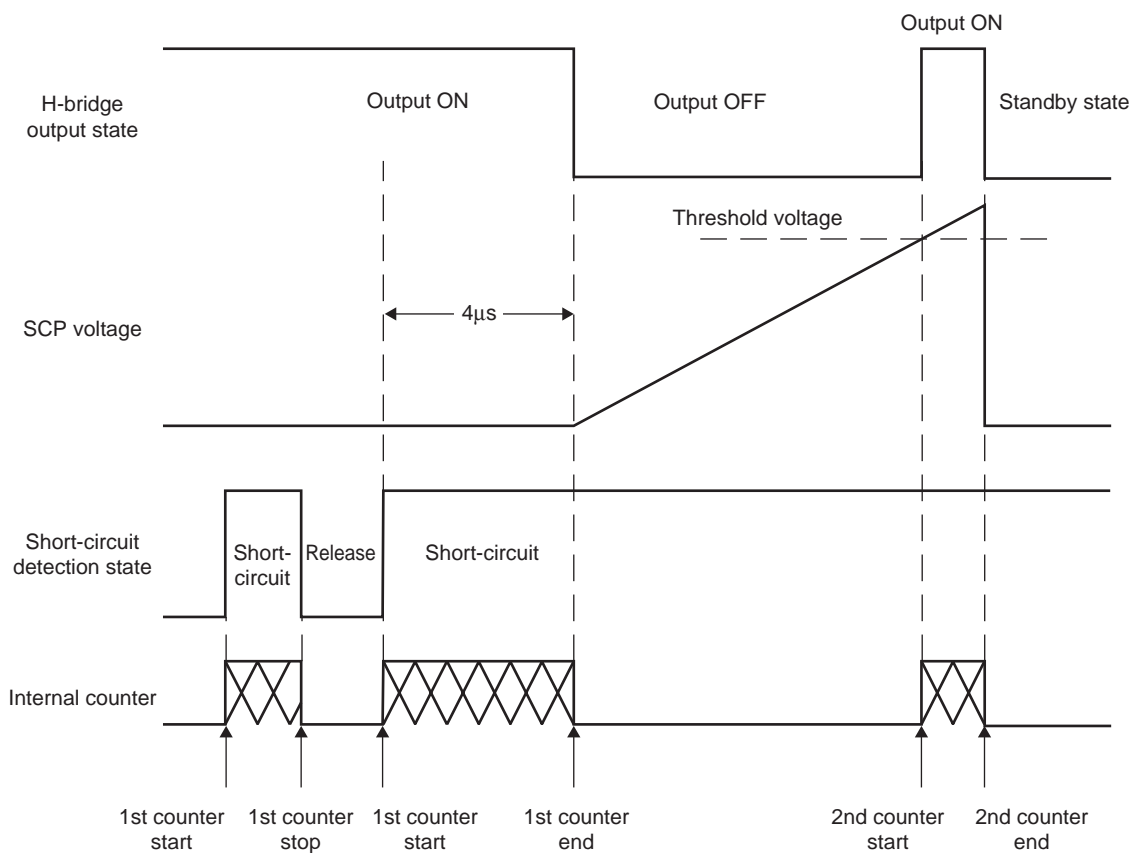 Output ON
H-bridge
output state
Output ON
Output OFF
Standby state
Threshold voltage
4μs
SCP voltage
Short-circuit
detection state
Short-
circuit
Release
Short-circuit
Internal counter
1st counter
start
1st counter
stop
1st counter
start
1st counter
end
2nd counter
start
2nd counter
end